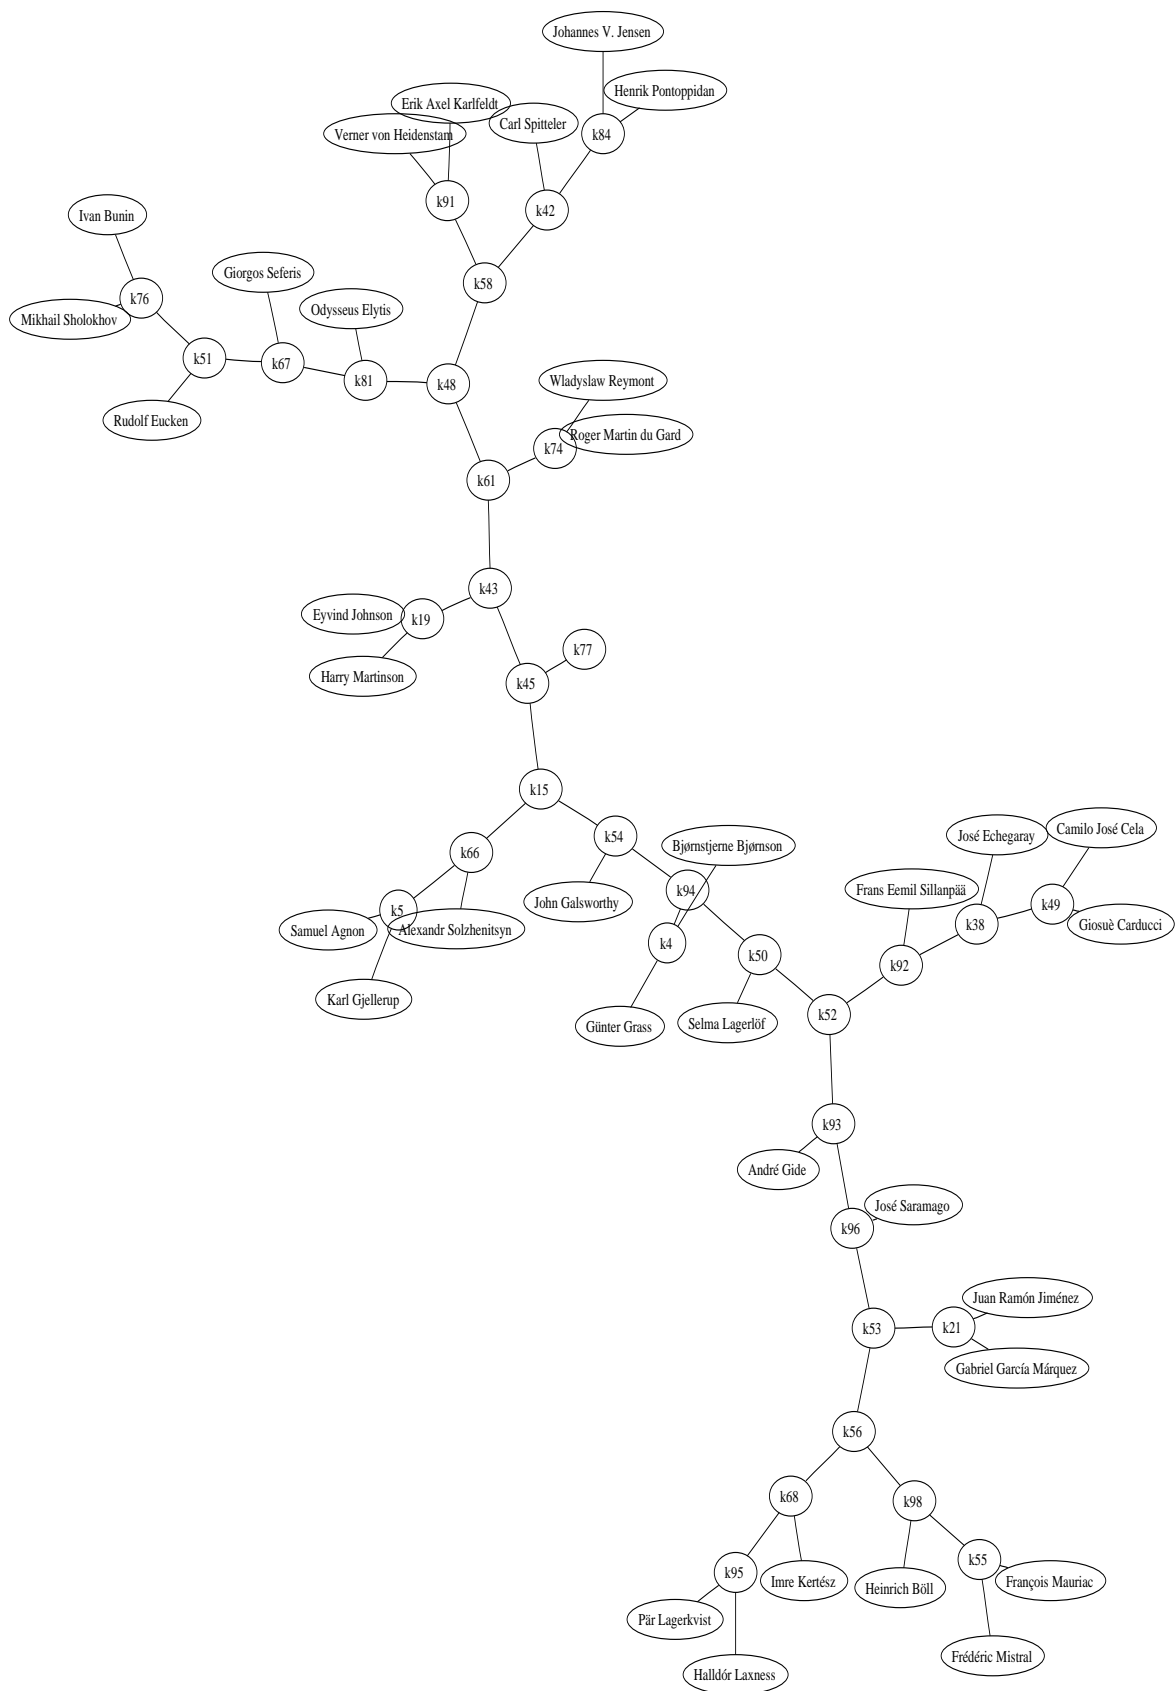 Johannes V. Jensen
Henrik Pontoppidan
Erik Axel Karlfeldt
Carl Spitteler
Verner von Heidenstam
k84
k91
k42
Ivan Bunin
Giorgos Seferis
k58
k76
Odysseus Elytis
Mikhail Sholokhov
k51
k67
k81
k48
Wladyslaw Reymont
Rudolf Eucken
Roger Martin du Gard
k74
k61
k43
Eyvind Johnson
k19
k77
Harry Martinson
k45
k15
Camilo José Cela
José Echegaray
k54
Bjørnstjerne Bjørnson
k66
k94
Frans Eemil Sillanpää
John Galsworthy
k49
k5
k38
Giosuè Carducci
Samuel Agnon
Alexandr Solzhenitsyn
k4
k50
k92
Karl Gjellerup
k52
Günter Grass
Selma Lagerlöf
k93
André Gide
José Saramago
k96
Juan Ramón Jiménez
k53
k21
Gabriel García Márquez
k56
k68
k98
k55
k95
Imre Kertész
François Mauriac
Heinrich Böll
Pär Lagerkvist
Frédéric Mistral
Halldór Laxness